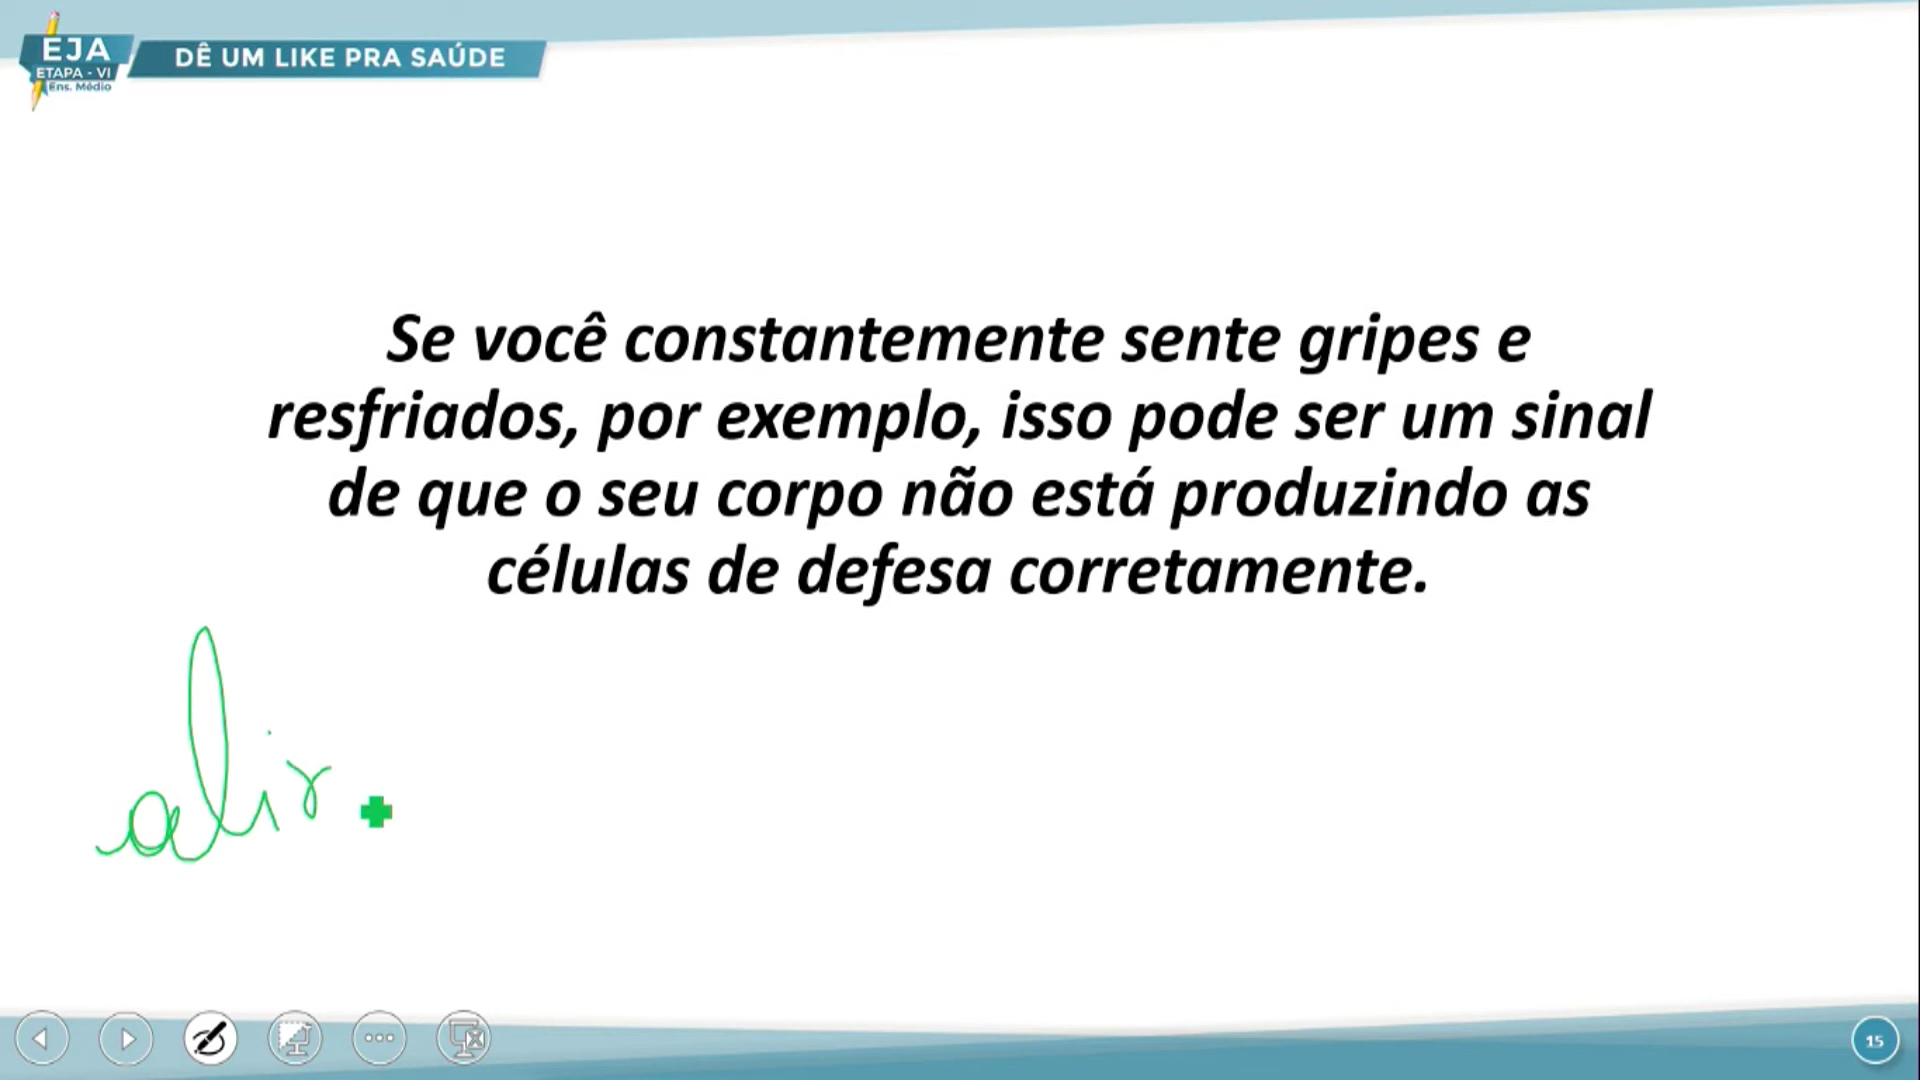 EJA
ETAPA - VI
Ens. Médio
DÊ UM LIKE PRA SAÚDE
Se você constantemente sente gripes e
resfriados, por exemplo, isso pode ser um sinal
de que o seu corpo não está produzindo as
células de defesa corretamente.
15